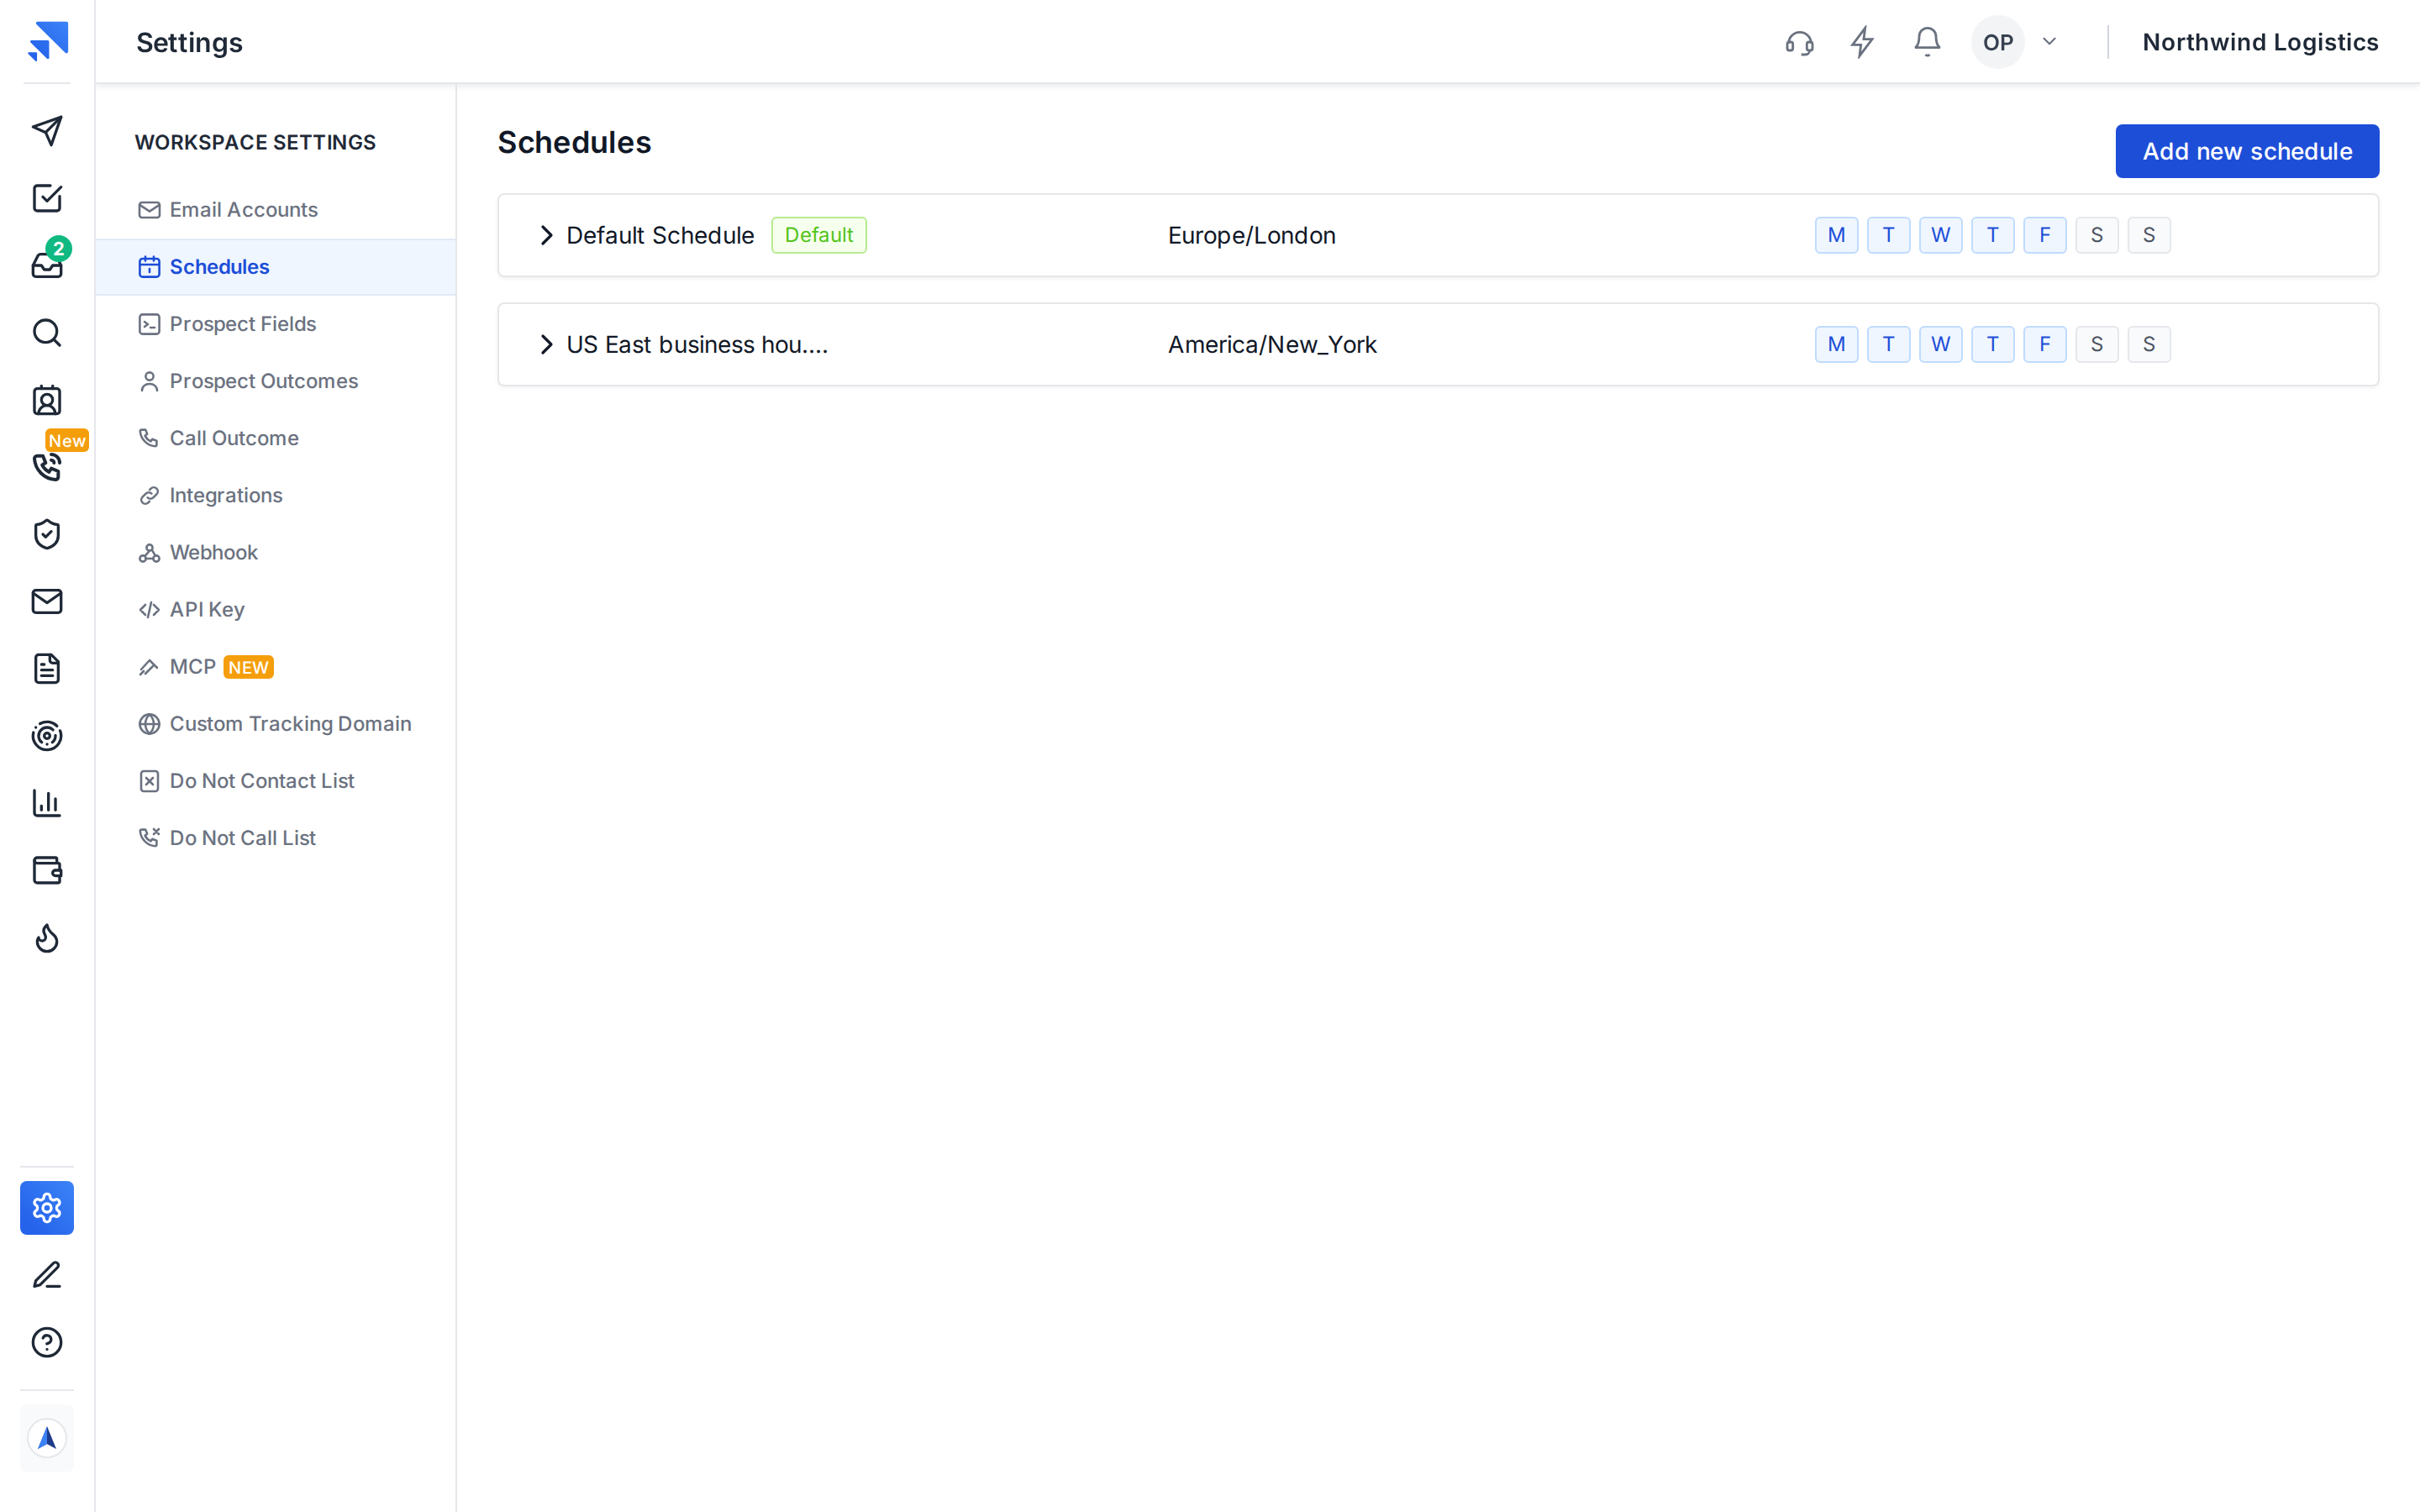 Settings
OP
Northwind Logistics
2
New
WORKSPACE SETTINGS
Email Accounts
Schedules
Prospect Fields
Prospect Outcomes
Call Outcome
Integrations
Webhook
API Key
MCP NEW
Custom Tracking Domain
Do Not Contact List
Do Not Call List
Schedules
Add new schedule
Default Schedule Default Europe/London M T W T F S S
US East business hou.... America/New_York M T W T F S S